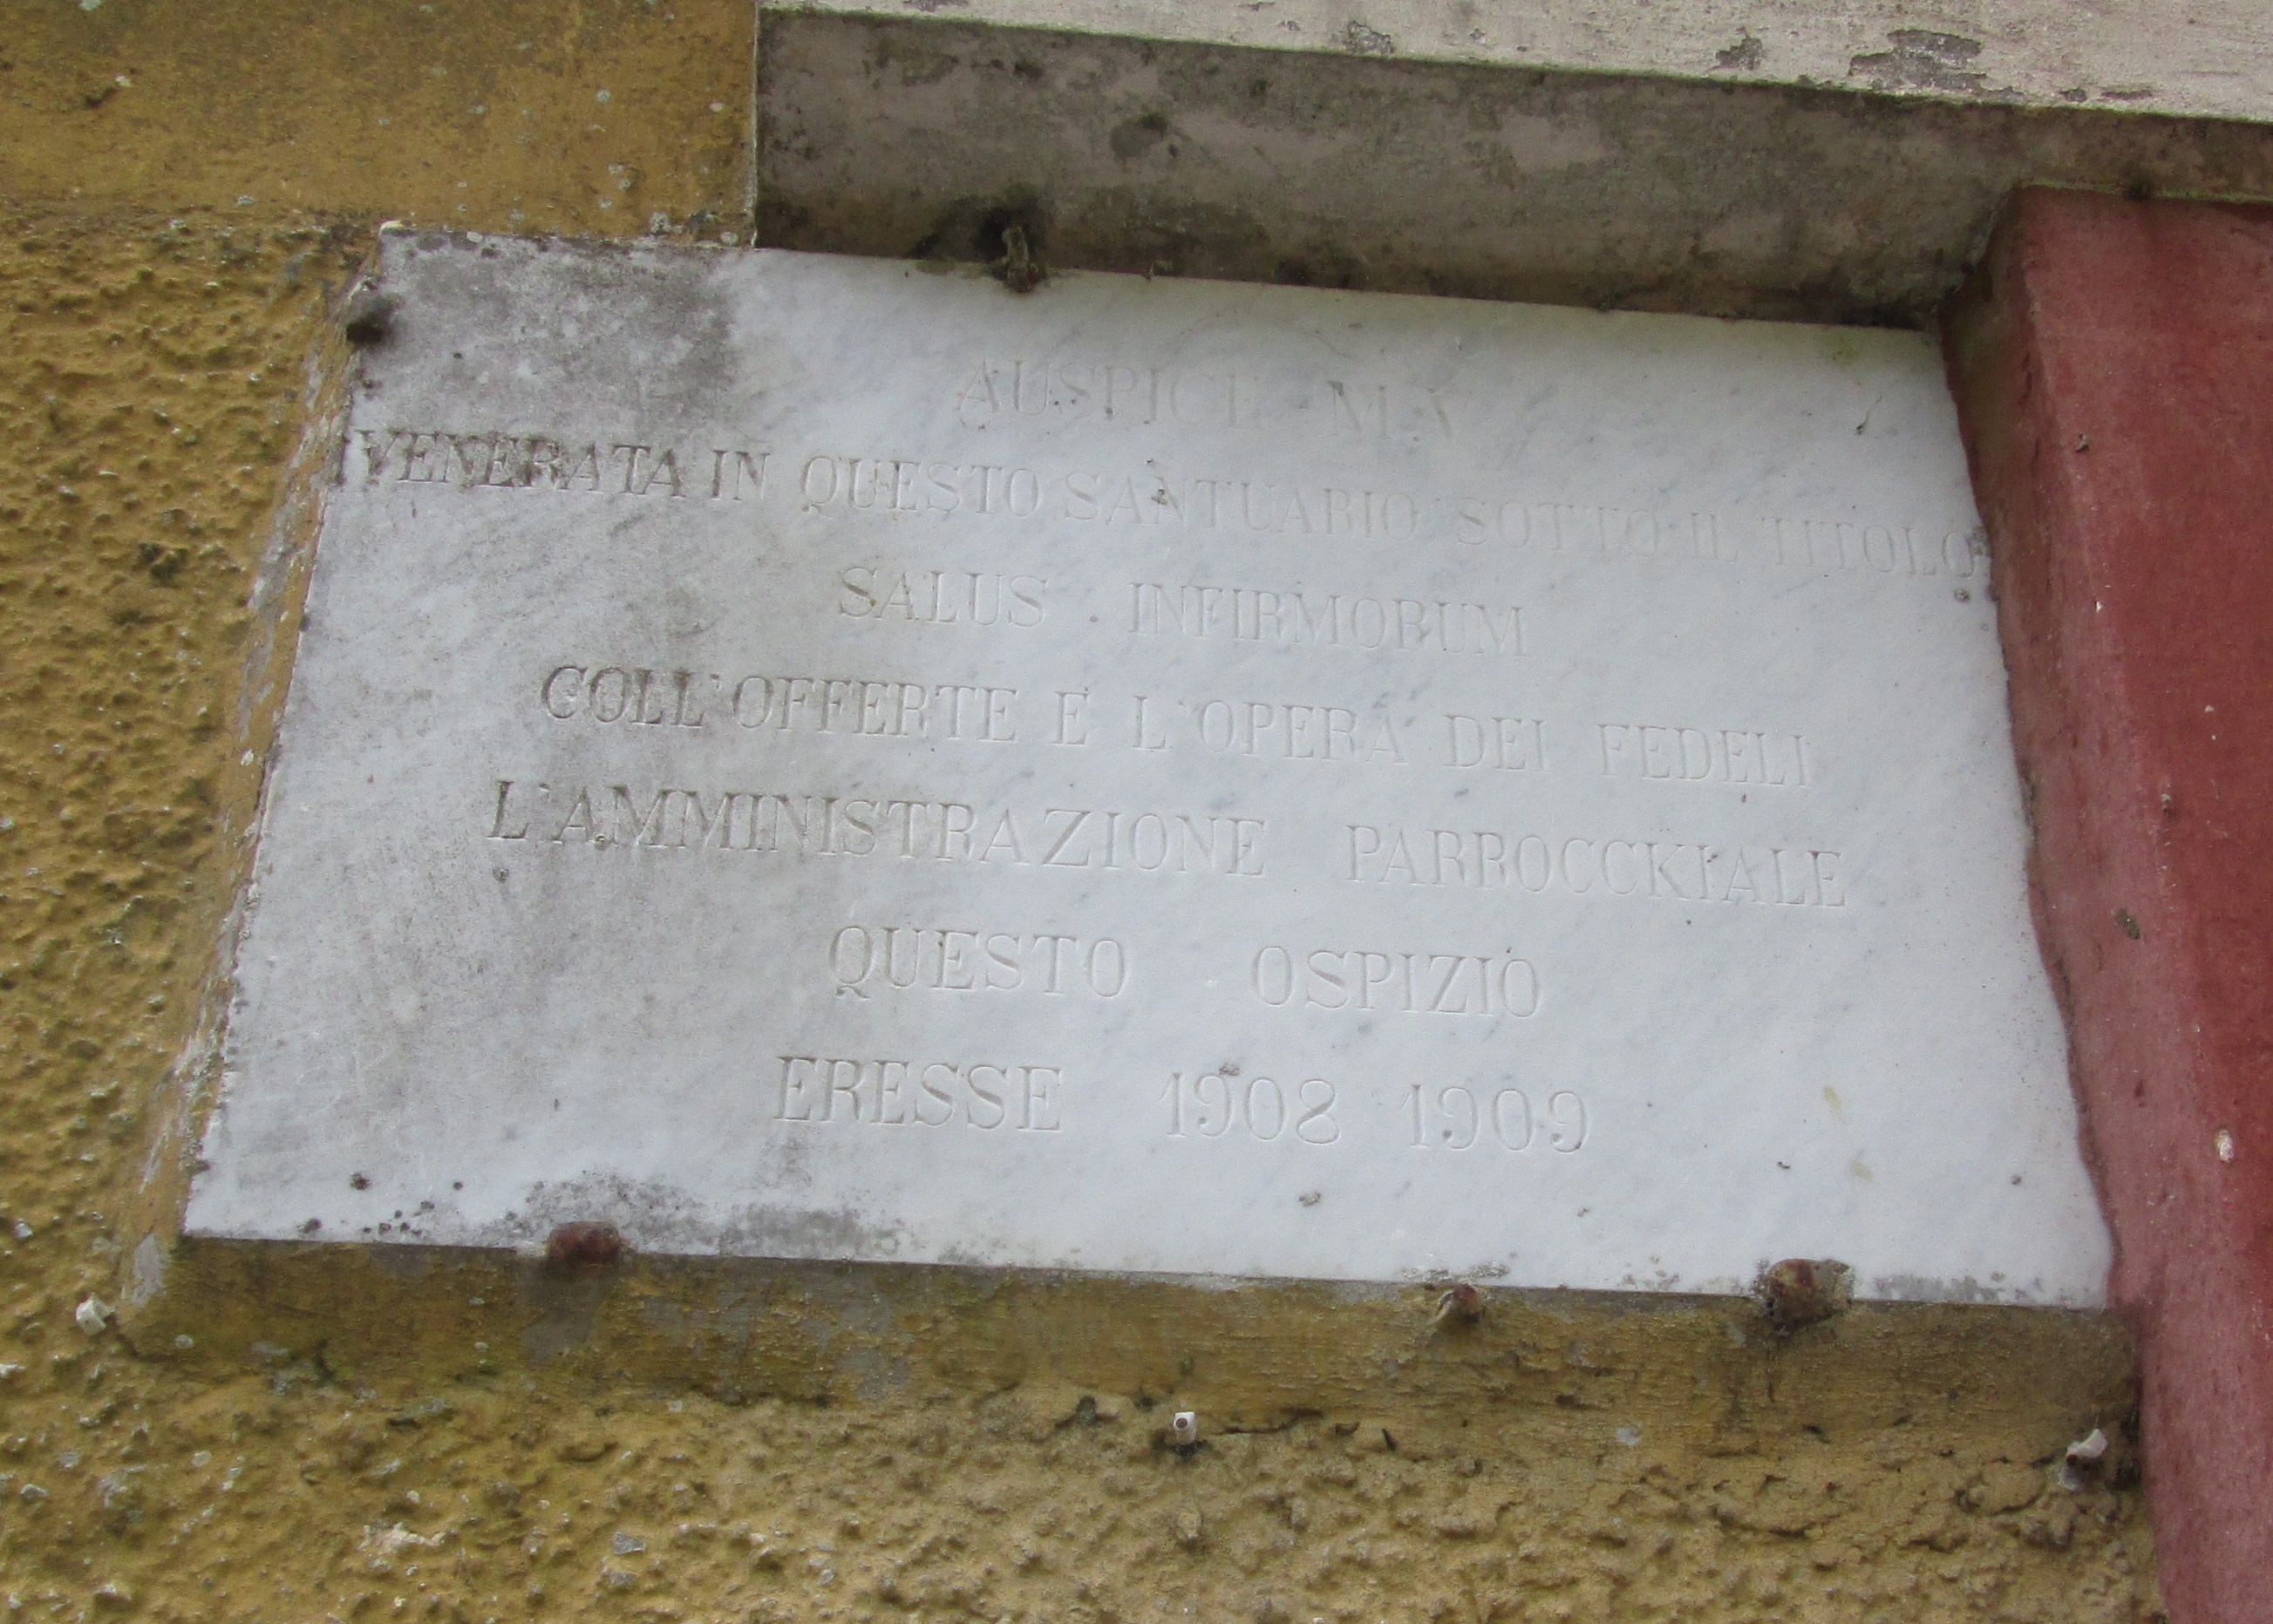 AUSPICE M.V
VENERATA IN QUESTO SANTUARIO SOTTO IL TITOLO
SALUS INFIRMORUM
COLL'OFFERTE E L'OPERA DEI FEDELI
L'AMMINISTRAZIONE PARROCCKIALE
QUESTO OSPIZIO
ERESSE 1908 1909